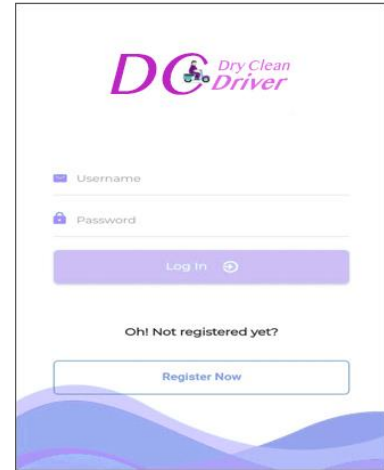 DC Dry Clean
Driver
Username
Password
Log In
Oh! Not registered yet?
Register Now